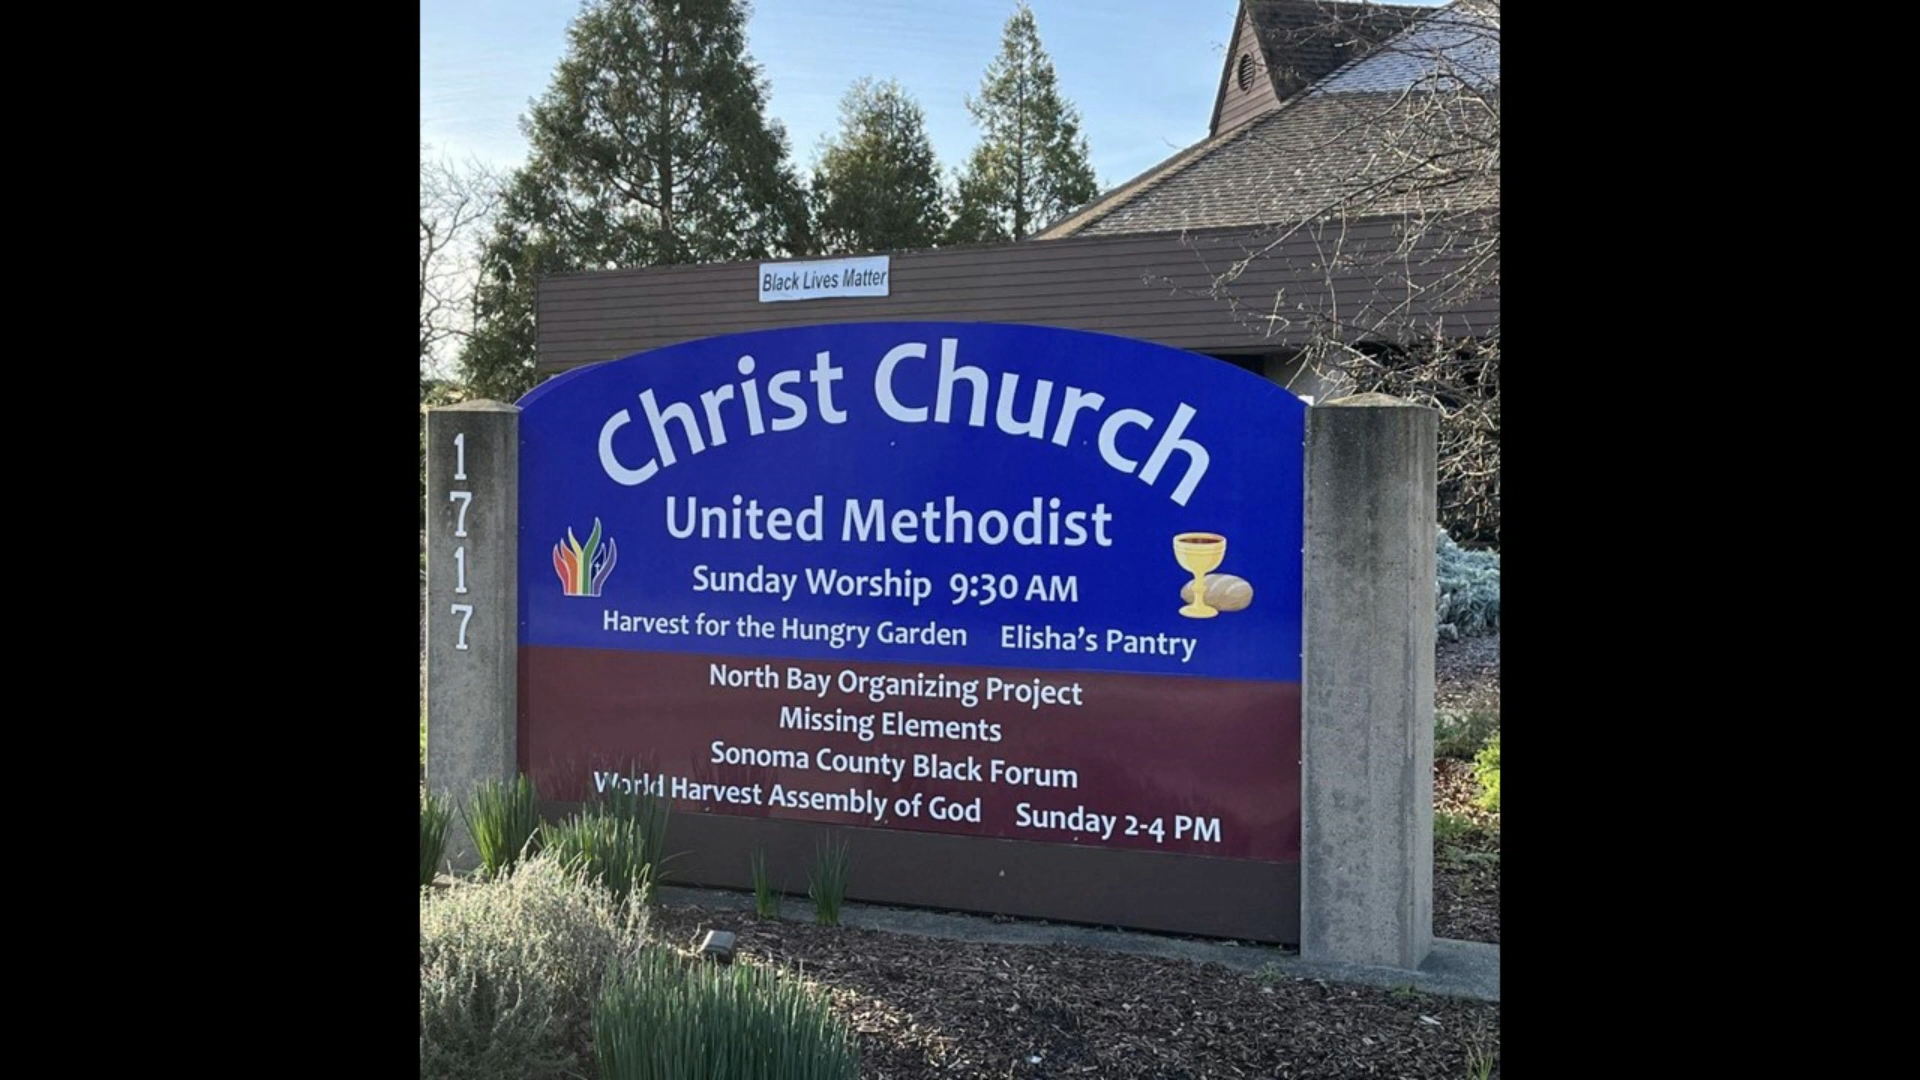 Black Lives Matter
Christ Church
United Methodist
Sunday Worship 9:30 AM
Harvest for the Hungry Garden Elisha's Pantry
North Bay Organizing Project
Missing Elements
Sonoma County Black Forum
World Harvest Assembly of God Sunday 2-4 PM
1717